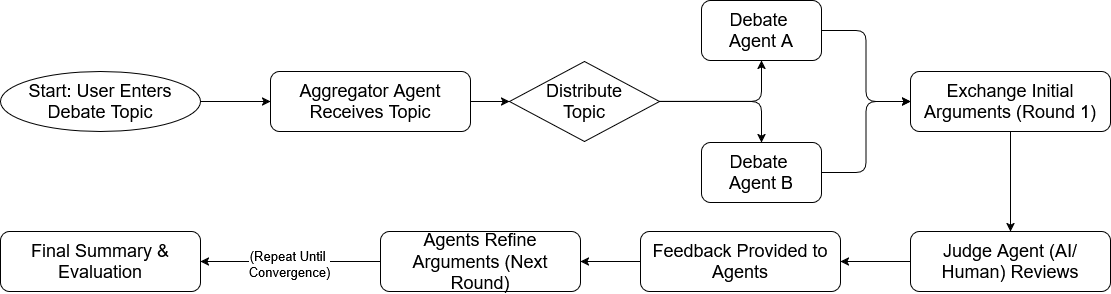 Start: User Enters
Debate Topic
Aggregator Agent
Receives Topic
Distribute
Topic
Debate
Agent A
Debate
Agent B
Exchange Initial
Arguments (Round 1)
Judge Agent (AI/
Human) Reviews
Feedback Provided to
Agents
Agents Refine
Arguments (Next
Round)
(Repeat Until
Convergence)
Final Summary &
Evaluation